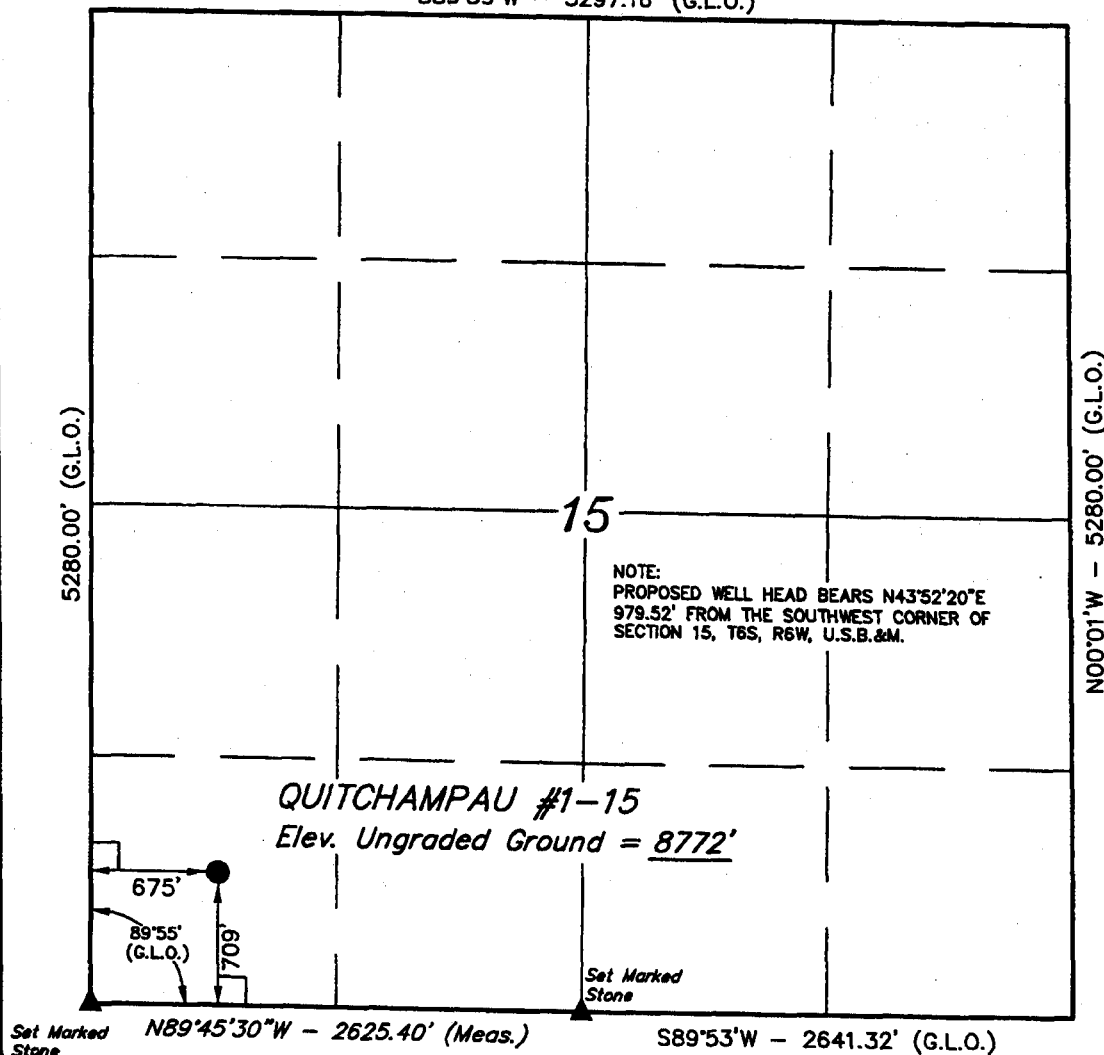 5297.16' (G.L.O.)
5280.00' (G.L.O.)
15
NOTE:
PROPOSED WELL HEAD BEARS N43°52'20"E
979.52' FROM THE SOUTHWEST CORNER OF
SECTION 15, T6S, R6W, U.S.B.&M.
N00°01'W - 5280.00' (G.L.O.)
QUITCHAMPAU #1-15
Elev. Ungraded Ground = 8772'
675'
709'
89°55'
(G.L.O.)
Set Marked
Stone
Set Marked
Stone
N89°45'30"W - 2625.40' (Meas.)
S89°53'W - 2641.32' (G.L.O.)